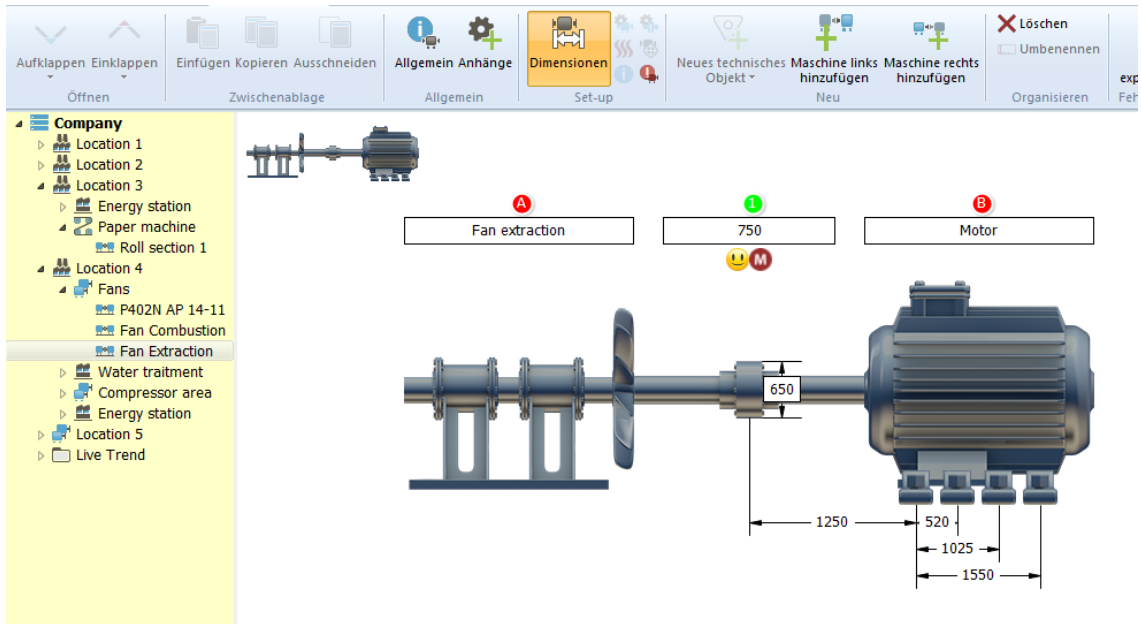 Aufklappen Einklappen
Einfügen Kopieren Ausschneiden
Allgemein Anhänge
Dimensionen
Neues technisches Objekt
Maschine links hinzufügen
Maschine rechts hinzufügen
Löschen
Umbenennen
exp
Öffnen
Zwischenablage
Allgemein
Set-up
Neu
Organisieren
Feh
Company
Location 1
Location 2
Location 3
Energy station
Paper machine
Roll section 1
Location 4
Fans
P402N AP 14-11
Fan Combustion
Fan Extraction
Water traitment
Compressor area
Energy station
Location 5
Live Trend
A
1
B
Fan extraction
750
Motor
M
650
1250
520
1025
1550